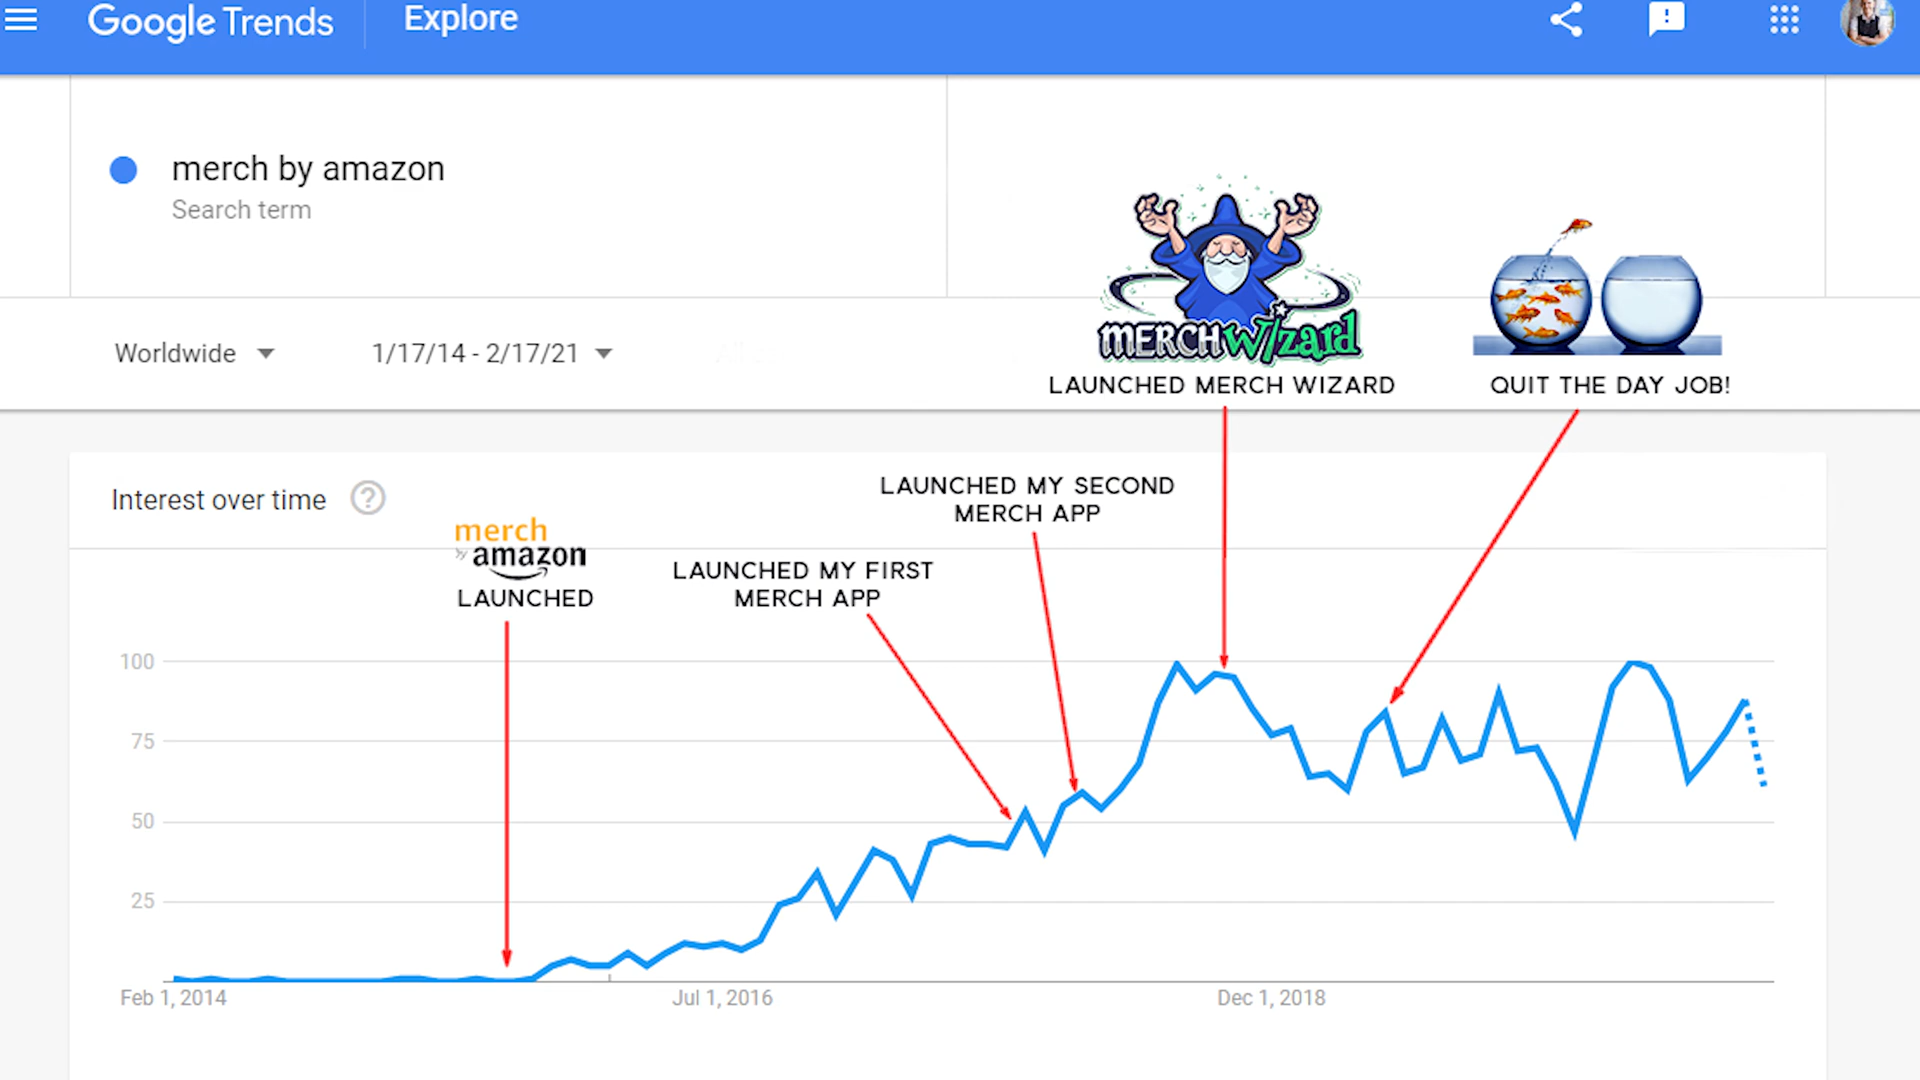 Google Trends
Explore
merch by amazon
Search term
MERCHWIzard
Worldwide
1/17/14 - 2/17/21
LAUNCHED MERCH WIZARD
QUIT THE DAY JOB!
Interest over time
LAUNCHED MY SECOND
MERCH APP
merch
by amazon
LAUNCHED
LAUNCHED MY FIRST
MERCH APP
100
75
50
25
Feb 1, 2014
Jul 1, 2016
Dec 1, 2018